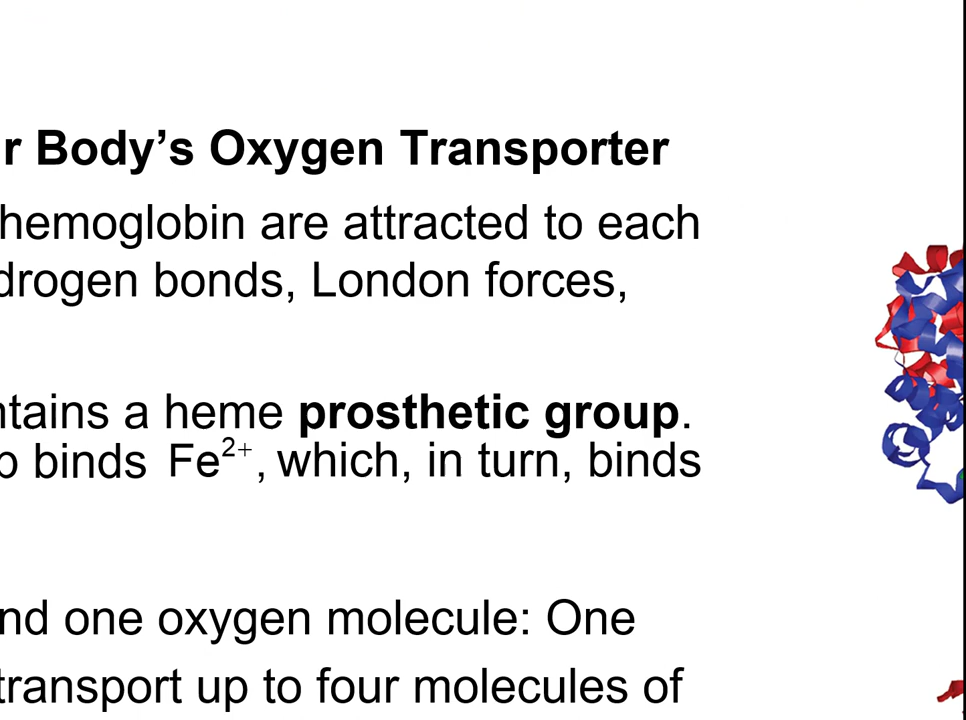 r Body’s Oxygen Transporter
hemoglobin are attracted to each
drogen bonds, London forces,
ntains a heme prosthetic group.
p binds Fe²⁺, which, in turn, binds
nd one oxygen molecule: One
transport up to four molecules of